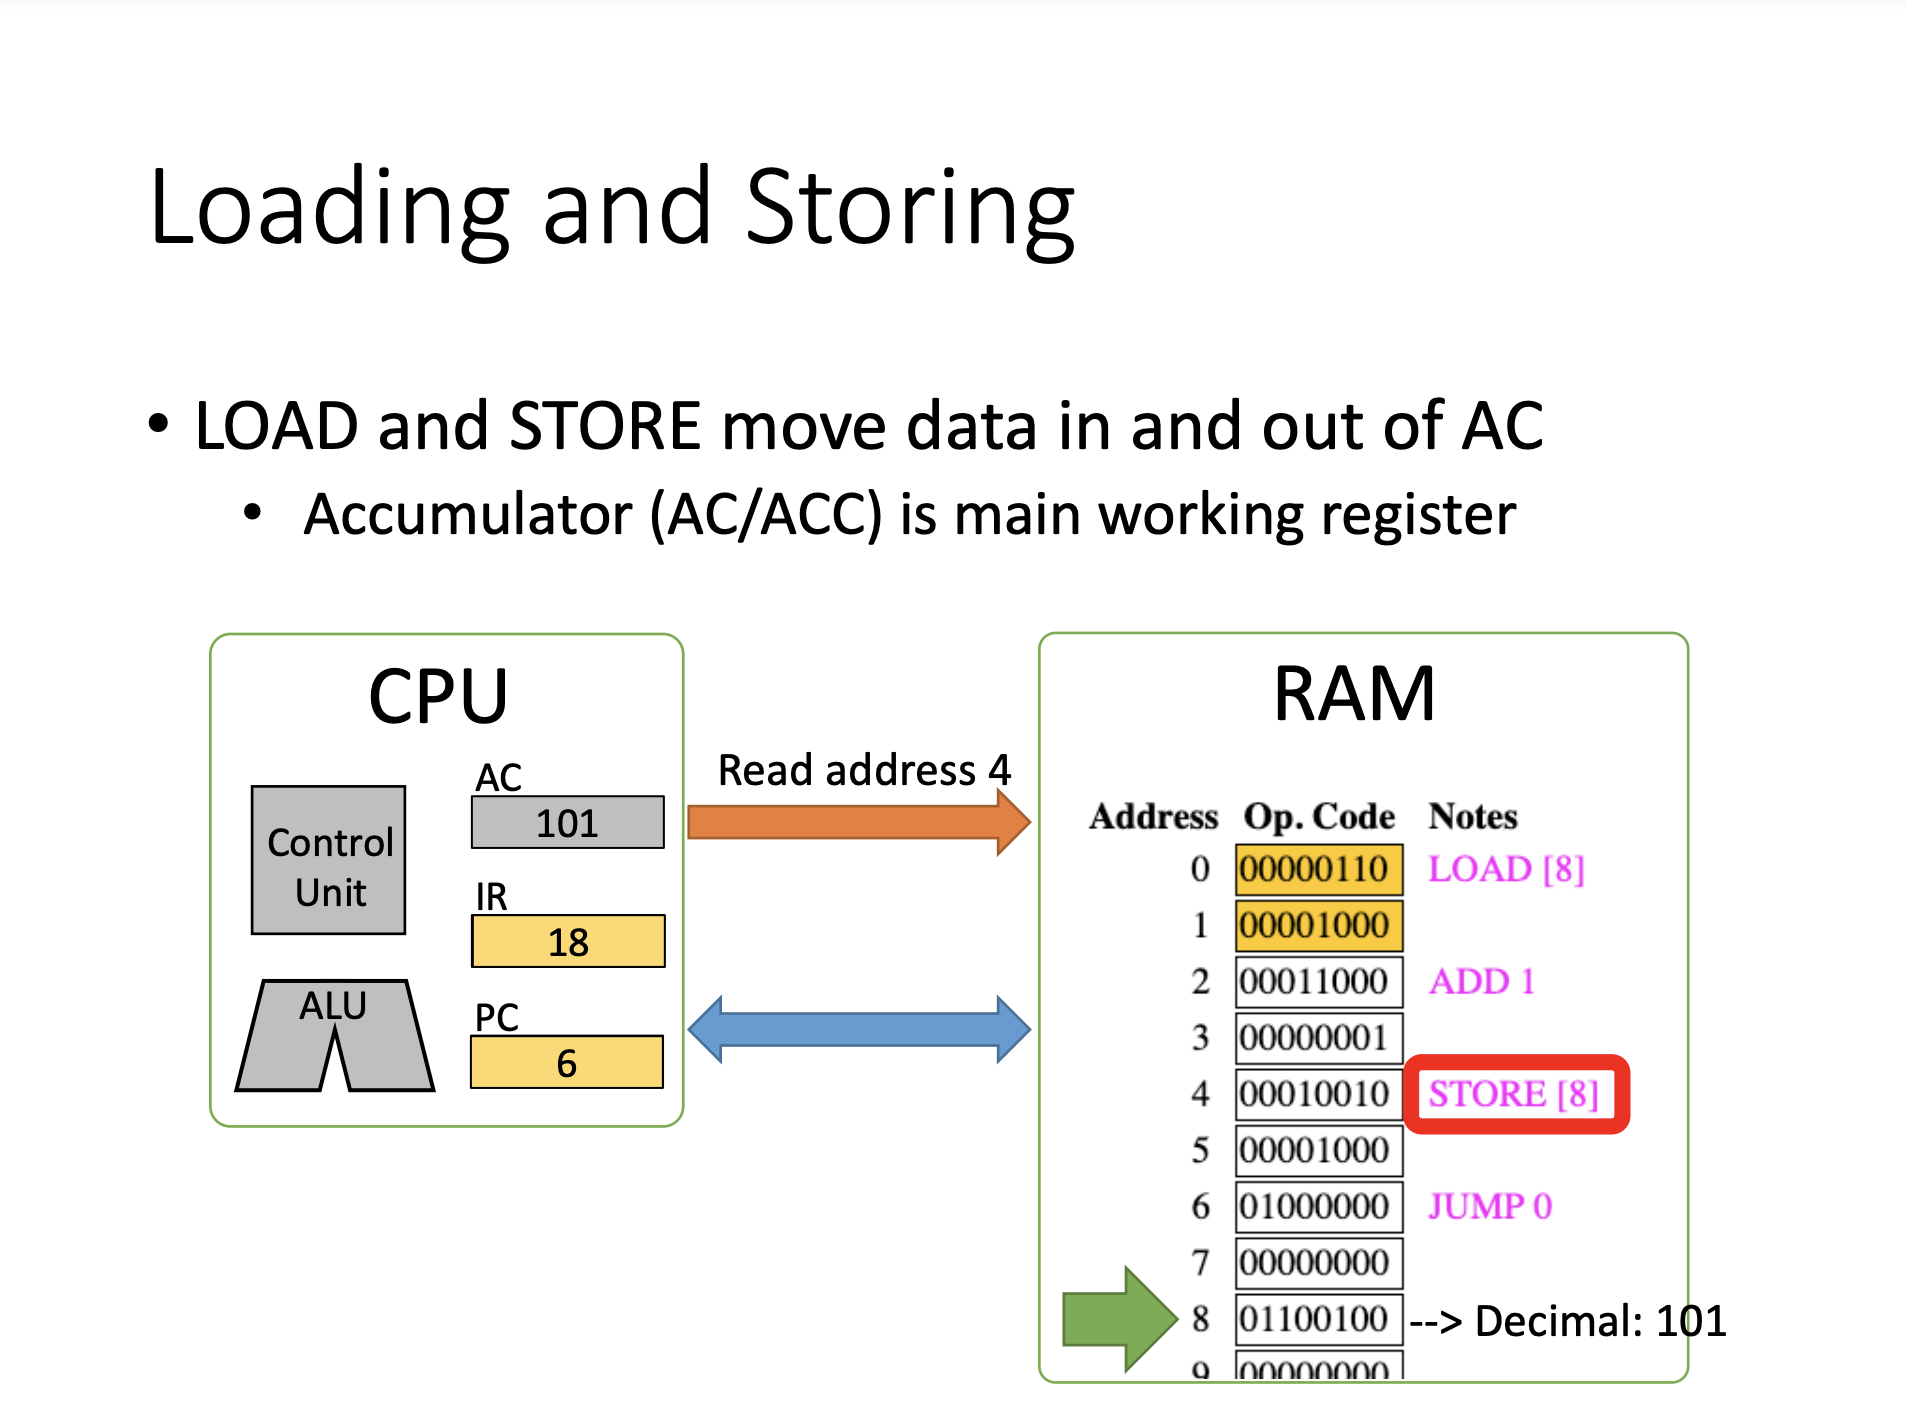 Loading and Storing
• LOAD and STORE move data in and out of AC
• Accumulator (AC/ACC) is main working register
CPU
Control
Unit
ALU
AC
101
IR
18
PC
6
Read address 4
RAM
Address Op. Code Notes
0 00000110 LOAD [8]
1 00001000
2 00011000 ADD 1
3 00000001
4 00010010 STORE [8]
5 00001000
6 01000000 JUMP 0
7 00000000
8 01100100 --> Decimal: 101
9 00000000